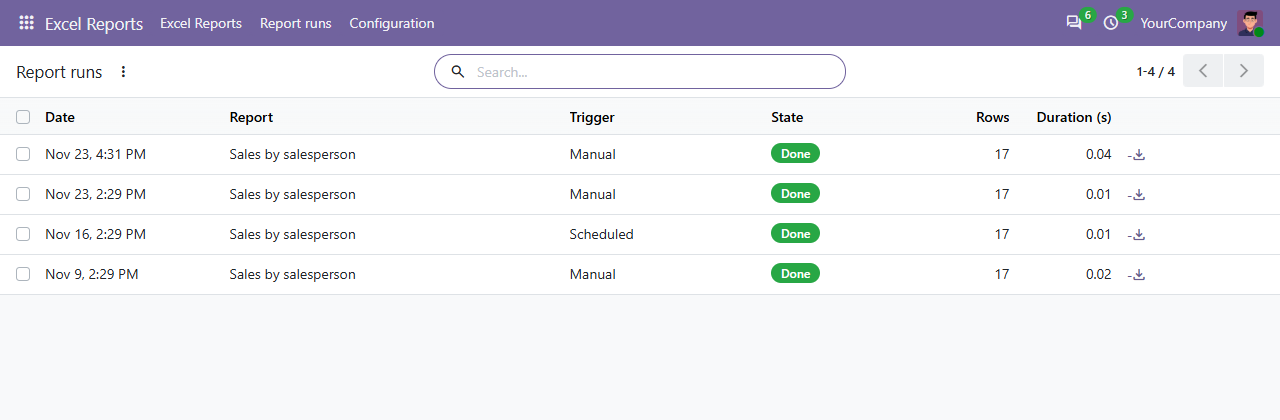 Excel Reports Excel Reports Report runs Configuration 6 3 YourCompany
Report runs Search... 1-4 / 4
Date Report Trigger State Rows Duration (s)
Nov 23, 4:31 PM Sales by salesperson Manual Done 17 0.04 -
Nov 23, 2:29 PM Sales by salesperson Manual Done 17 0.01 -
Nov 16, 2:29 PM Sales by salesperson Scheduled Done 17 0.01 -
Nov 9, 2:29 PM Sales by salesperson Manual Done 17 0.02 -